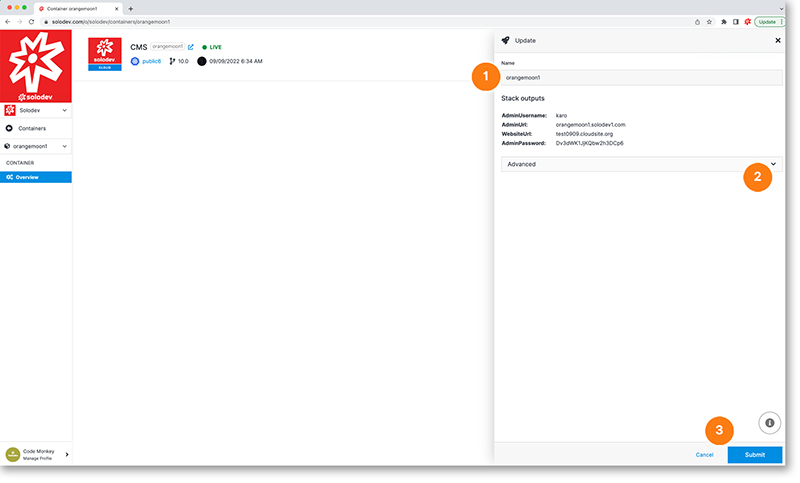 Container orangemoon1
solodev.com/o/solodev/containers/orangemoon1
Update
solodev
Solodev
Containers
orangemoon1
CONTAINER
Overview
CLOUD
CMS orangemoon1 LIVE
public6 10.0 09/09/2022 6:34 AM
Update
1
Name
orangemoon1
Stack outputs
AdminUsername: karo
AdminUrl: orangemoon1.solodev1.com
WebsiteUrl: test0909.cloudsite.org
AdminPassword: Dv3dWK1JjKQbw2h3DCp6
Advanced
2
3
Cancel Submit
Code Monkey
Manage Profile